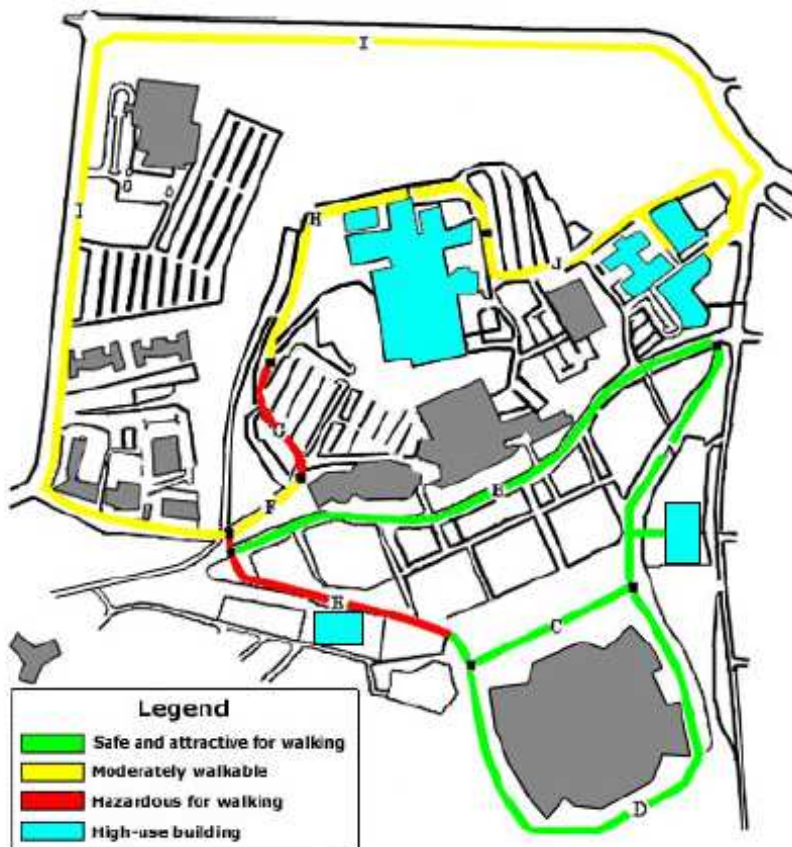 I
I
H
J
G
B
F
E
C
D
Legend
Safe and attractive for walking
Moderately walkable
Hazardous for walking
High-use building